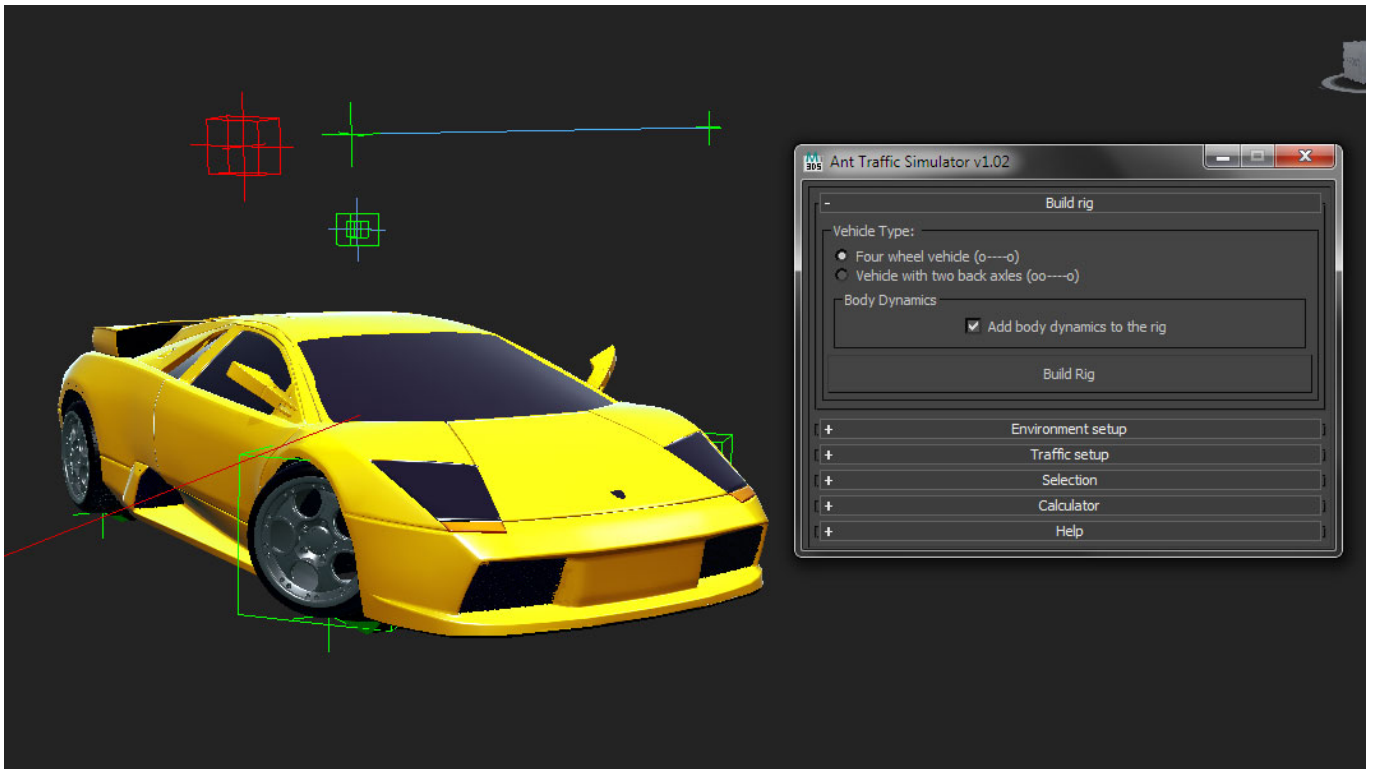 Ant Traffic Simulator v1.02
- Build rig
Vehicle Type:
Four wheel vehicle (o----o)
Vehicle with two back axles (oo----o)
Body Dynamics
Add body dynamics to the rig
Build Rig
+ Environment setup
+ Traffic setup
+ Selection
+ Calculator
+ Help